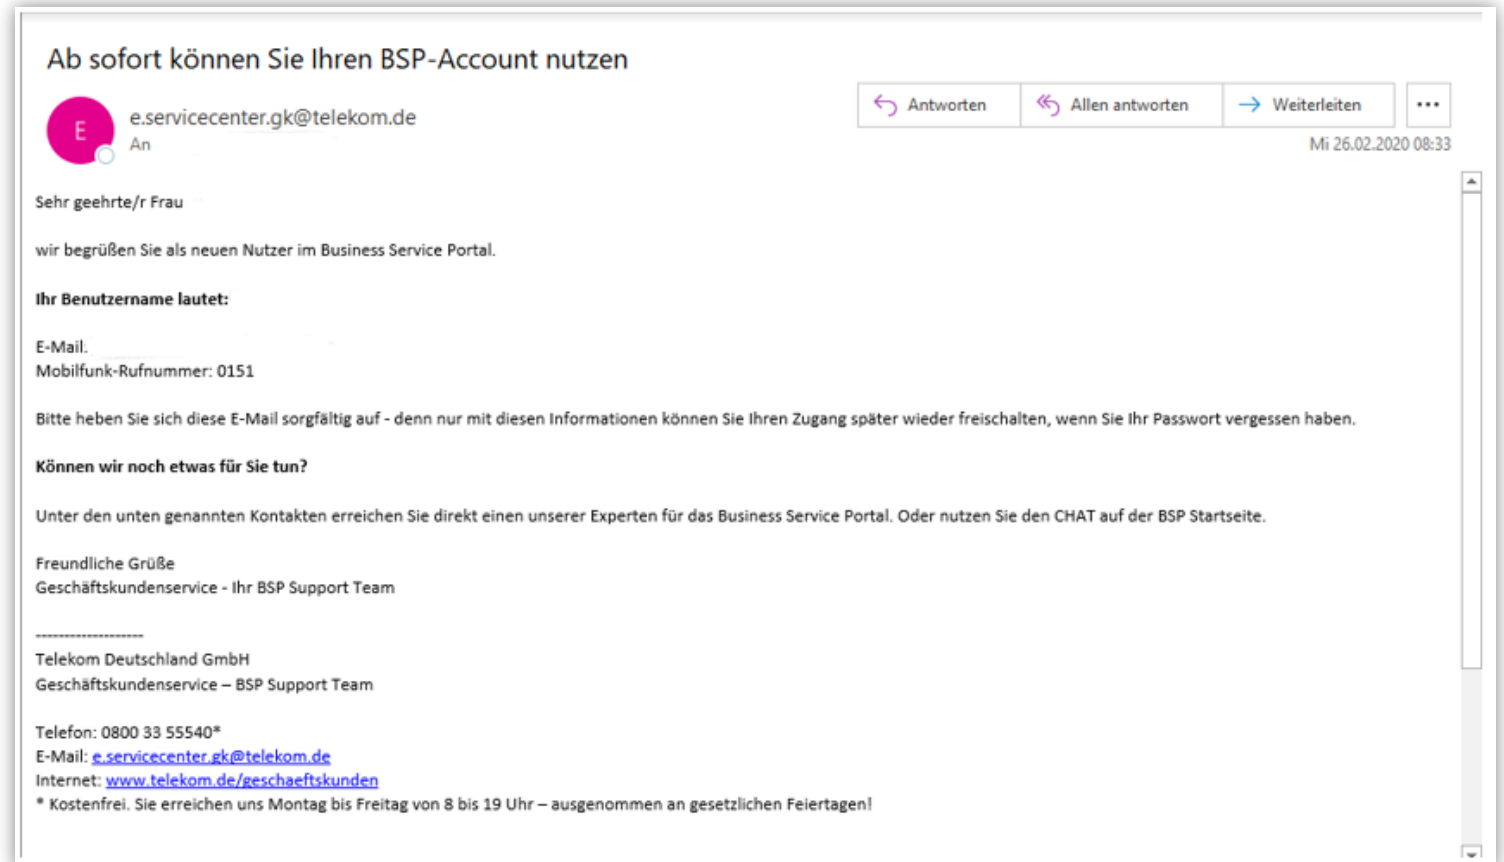 Ab sofort können Sie Ihren BSP-Account nutzen
E
e.servicecenter.gk@telekom.de
An
Antworten
Allen antworten
Weiterleiten
...
Mi 26.02.2020 08:33
Sehr geehrte/r Frau
wir begrüßen Sie als neuen Nutzer im Business Service Portal.
Ihr Benutzername lautet:
E-Mail:
Mobilfunk-Rufnummer: 0151
Bitte heben Sie sich diese E-Mail sorgfältig auf - denn nur mit diesen Informationen können Sie Ihren Zugang später wieder freischalten, wenn Sie Ihr Passwort vergessen haben.
Können wir noch etwas für Sie tun?
Unter den unten genannten Kontakten erreichen Sie direkt einen unserer Experten für das Business Service Portal. Oder nutzen Sie den CHAT auf der BSP Startseite.
Freundliche Grüße
Geschäftskundenservice - Ihr BSP Support Team
-------------------
Telekom Deutschland GmbH
Geschäftskundenservice – BSP Support Team
Telefon: 0800 33 55540*
E-Mail: e.servicecenter.gk@telekom.de
Internet: www.telekom.de/geschaeftskunden
* Kostenfrei. Sie erreichen uns Montag bis Freitag von 8 bis 19 Uhr – ausgenommen an gesetzlichen Feiertagen!